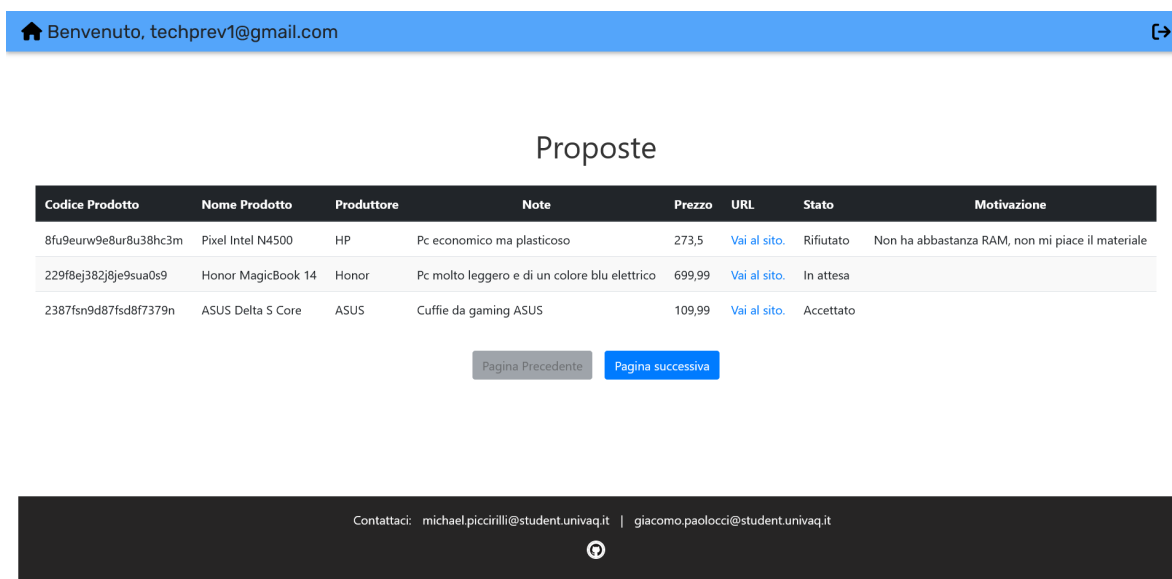 Benvenuto, techprev1@gmail.com
Proposte
Codice Prodotto Nome Prodotto Produttore Note Prezzo URL Stato Motivazione
8fu9eurw9e8ur8u38hc3m Pixel Intel N4500 HP Pc economico ma plasticoso 273,5 Vai al sito. Rifiutato Non ha abbastanza RAM, non mi piace il materiale
229f8ej382j8je9sua0s9 Honor MagicBook 14 Honor Pc molto leggero e di un colore blu elettrico 699,99 Vai al sito. In attesa
2387fsn9d87fsd8f7379n ASUS Delta S Core ASUS Cuffie da gaming ASUS 109,99 Vai al sito. Accettato
Pagina Precedente Pagina successiva
Contattaci: michael.piccirilli@student.univaq.it | giacomo.paolocci@student.univaq.it